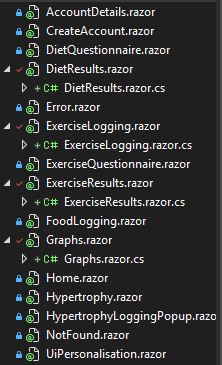 AccountDetails.razor
CreateAccount.razor
DietQuestionnaire.razor
DietResults.razor
C# DietResults.razor.cs
Error.razor
ExerciseLogging.razor
C# ExerciseLogging.razor.cs
ExerciseQuestionnaire.razor
ExerciseResults.razor
C# ExerciseResults.razor.cs
FoodLogging.razor
Graphs.razor
C# Graphs.razor.cs
Home.razor
Hypertrophy.razor
HypertrophyLoggingPopup.razor
NotFound.razor
UiPersonalisation.razor